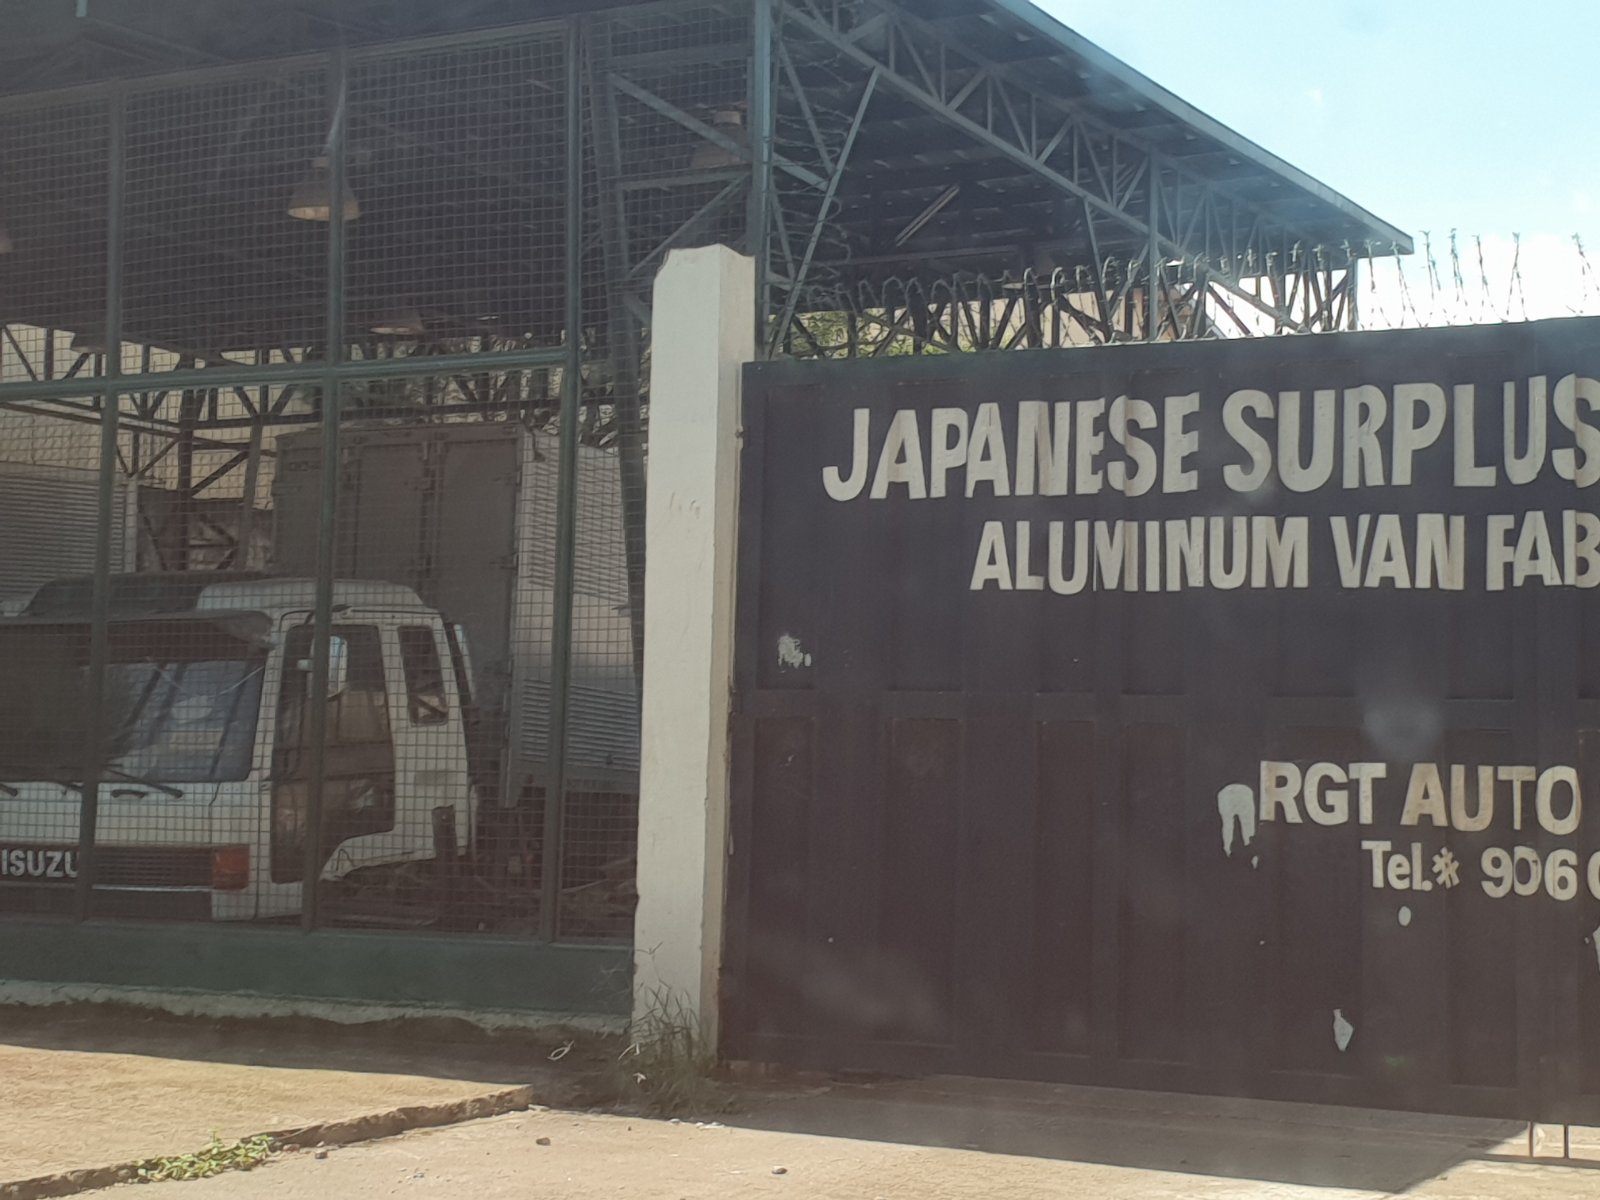 JAPANESE SURPLUS
ALUMINUM VAN FAB
RGT AUTO
Tel.* 906
ISUZU